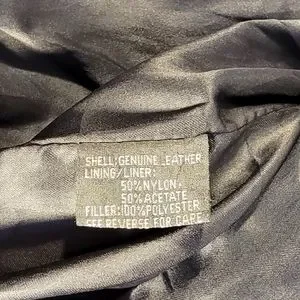 SHELL:GENUINE LEATHER
LINING/LINER:
50%NYLON,
50%ACETATE
FILLER:100%POLYESTER
SEE REVERSE FOR CARE